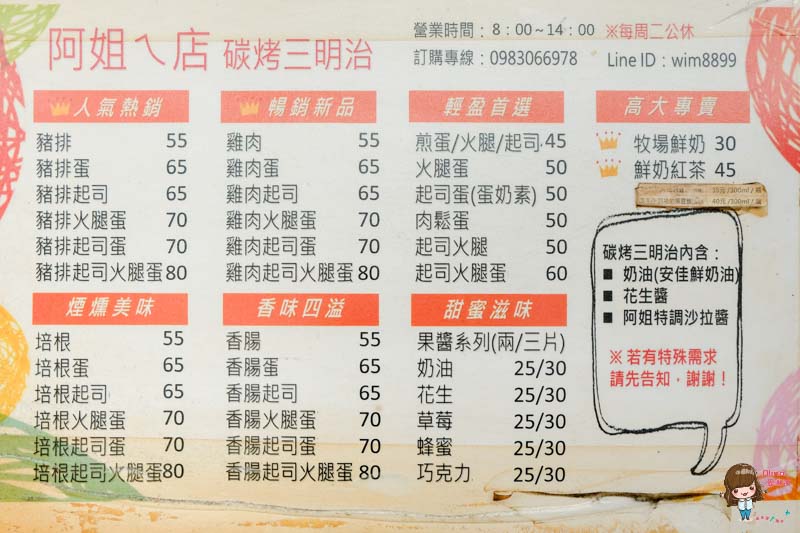 阿姐ㄟ店 碳烤三明治
營業時間：8：00~14：00 ※每周二公休
訂購專線：0983066978 Line ID：wim8899
人氣熱銷
豬排 55
豬排蛋 65
豬排起司 65
豬排火腿蛋 70
豬排起司蛋 70
豬排起司火腿蛋 80
暢銷新品
雞肉 55
雞肉蛋 65
雞肉起司 65
雞肉火腿蛋 70
雞肉起司蛋 70
雞肉起司火腿蛋 80
輕盈首選
煎蛋/火腿/起司 45
火腿蛋 50
起司蛋(蛋奶素) 50
肉鬆蛋 50
起司火腿 50
起司火腿蛋 60
高大專賣
牧場鮮奶 30
鮮奶紅茶 45
35元/300ml/瓶
40元/300ml/瓶
煙燻美味
培根 55
培根蛋 65
培根起司 65
培根火腿蛋 70
培根起司蛋 70
培根起司火腿蛋 80
香味四溢
香腸 55
香腸蛋 65
香腸起司 65
香腸火腿蛋 70
香腸起司蛋 70
香腸起司火腿蛋 80
甜蜜滋味
果醬系列(兩/三片)
奶油 25/30
花生 25/30
草莓 25/30
蜂蜜 25/30
巧克力 25/30
碳烤三明治內含：
■ 奶油(安佳鮮奶油)
■ 花生醬
■ 阿姐特調沙拉醬
※ 若有特殊需求
請先告知，謝謝！